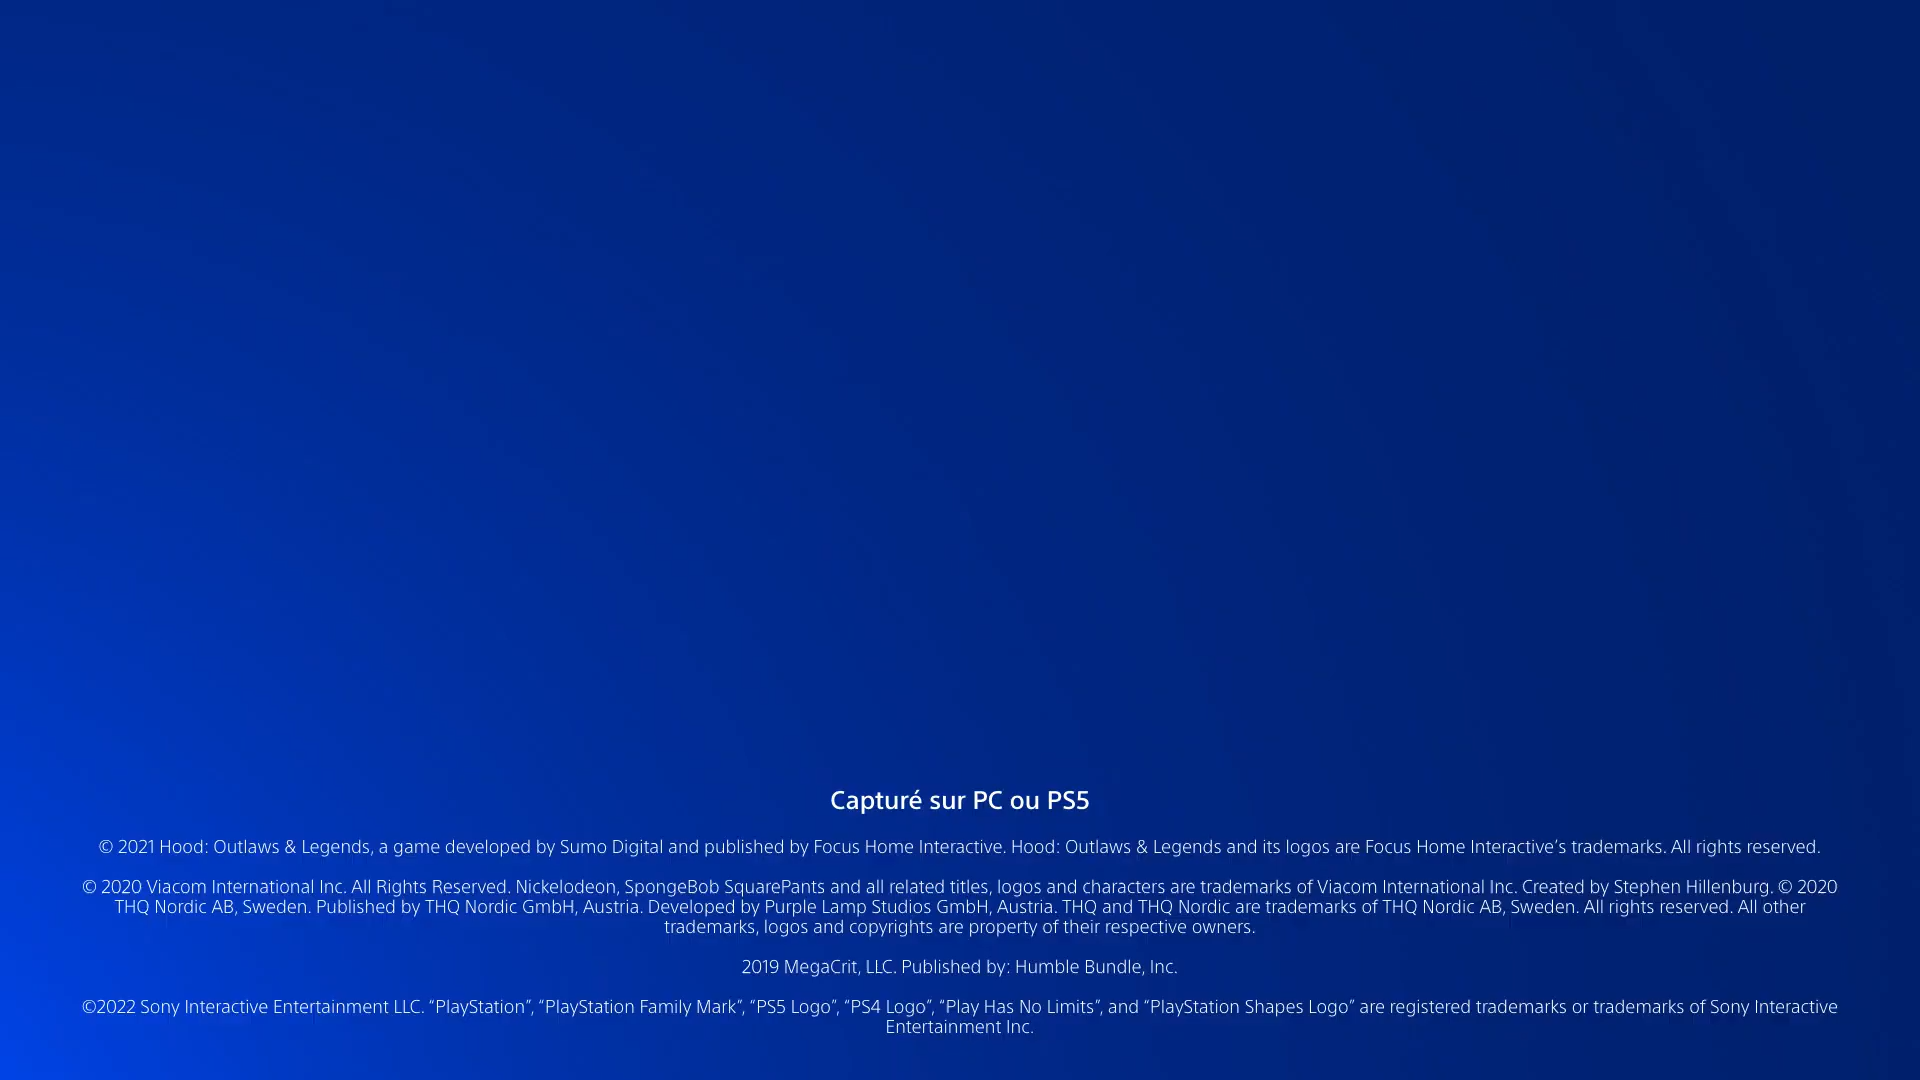 Capturé sur PC ou PS5
© 2021 Hood: Outlaws & Legends, a game developed by Sumo Digital and published by Focus Home Interactive. Hood: Outlaws & Legends and its logos are Focus Home Interactive’s trademarks. All rights reserved.
© 2020 Viacom International Inc. All Rights Reserved. Nickelodeon, SpongeBob SquarePants and all related titles, logos and characters are trademarks of Viacom International Inc. Created by Stephen Hillenburg. © 2020
THQ Nordic AB, Sweden. Published by THQ Nordic GmbH, Austria. Developed by Purple Lamp Studios GmbH, Austria. THQ and THQ Nordic are trademarks of THQ Nordic AB, Sweden. All rights reserved. All other
trademarks, logos and copyrights are property of their respective owners.
2019 MegaCrit, LLC. Published by: Humble Bundle, Inc.
©2022 Sony Interactive Entertainment LLC. “PlayStation”, “PlayStation Family Mark”, “PS5 Logo”, “PS4 Logo”, “Play Has No Limits”, and “PlayStation Shapes Logo” are registered trademarks or trademarks of Sony Interactive
Entertainment Inc.